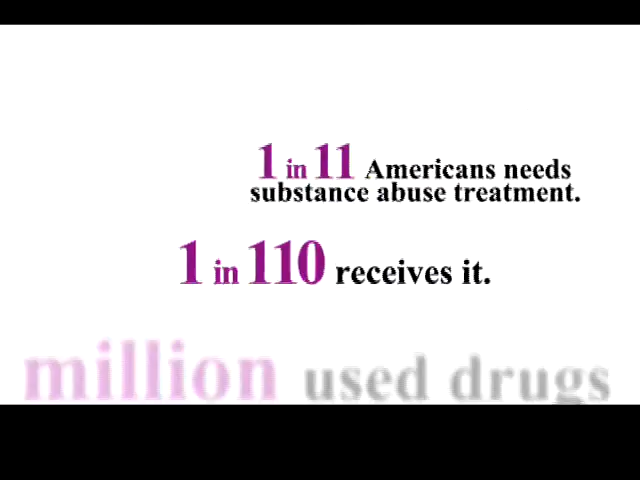 1 in 11 Americans needs
substance abuse treatment.
1 in 110 receives it.
million used drugs